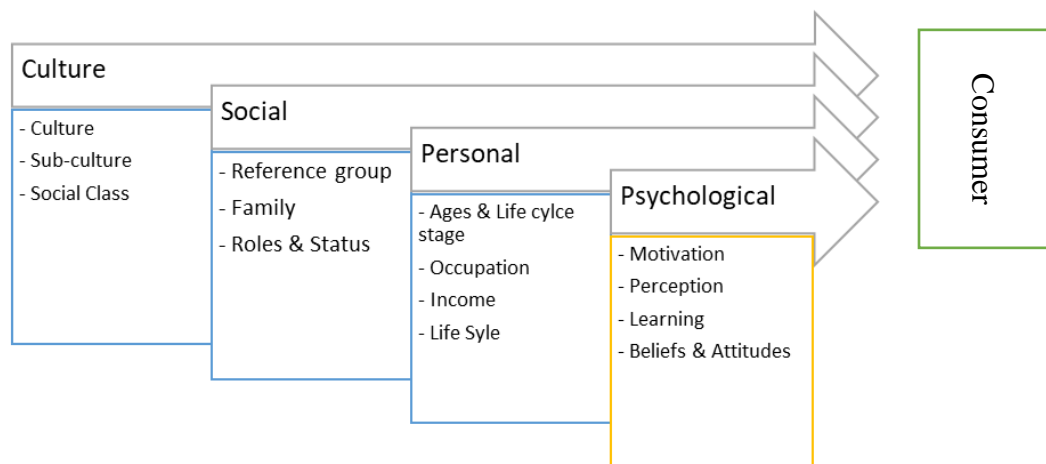 Culture
- Culture
- Sub-culture
- Social Class
Social
- Reference group
- Family
- Roles & Status
Personal
- Ages & Life cylce
stage
- Occupation
- Income
- Life Syle
Psychological
- Motivation
- Perception
- Learning
- Beliefs & Attitudes
Consumer